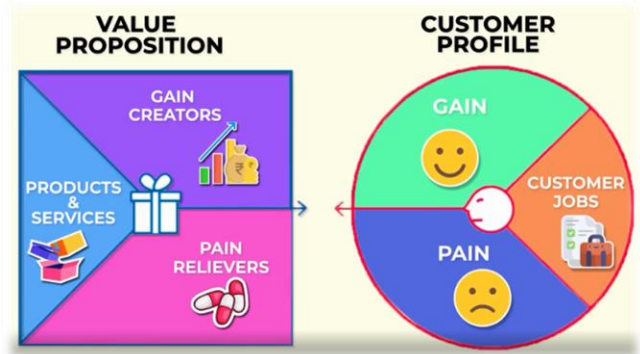 VALUE
PROPOSITION
GAIN
CREATORS
PRODUCTS
&
SERVICES
PAIN
RELIEVERS
CUSTOMER
PROFILE
GAIN
CUSTOMER
JOBS
PAIN